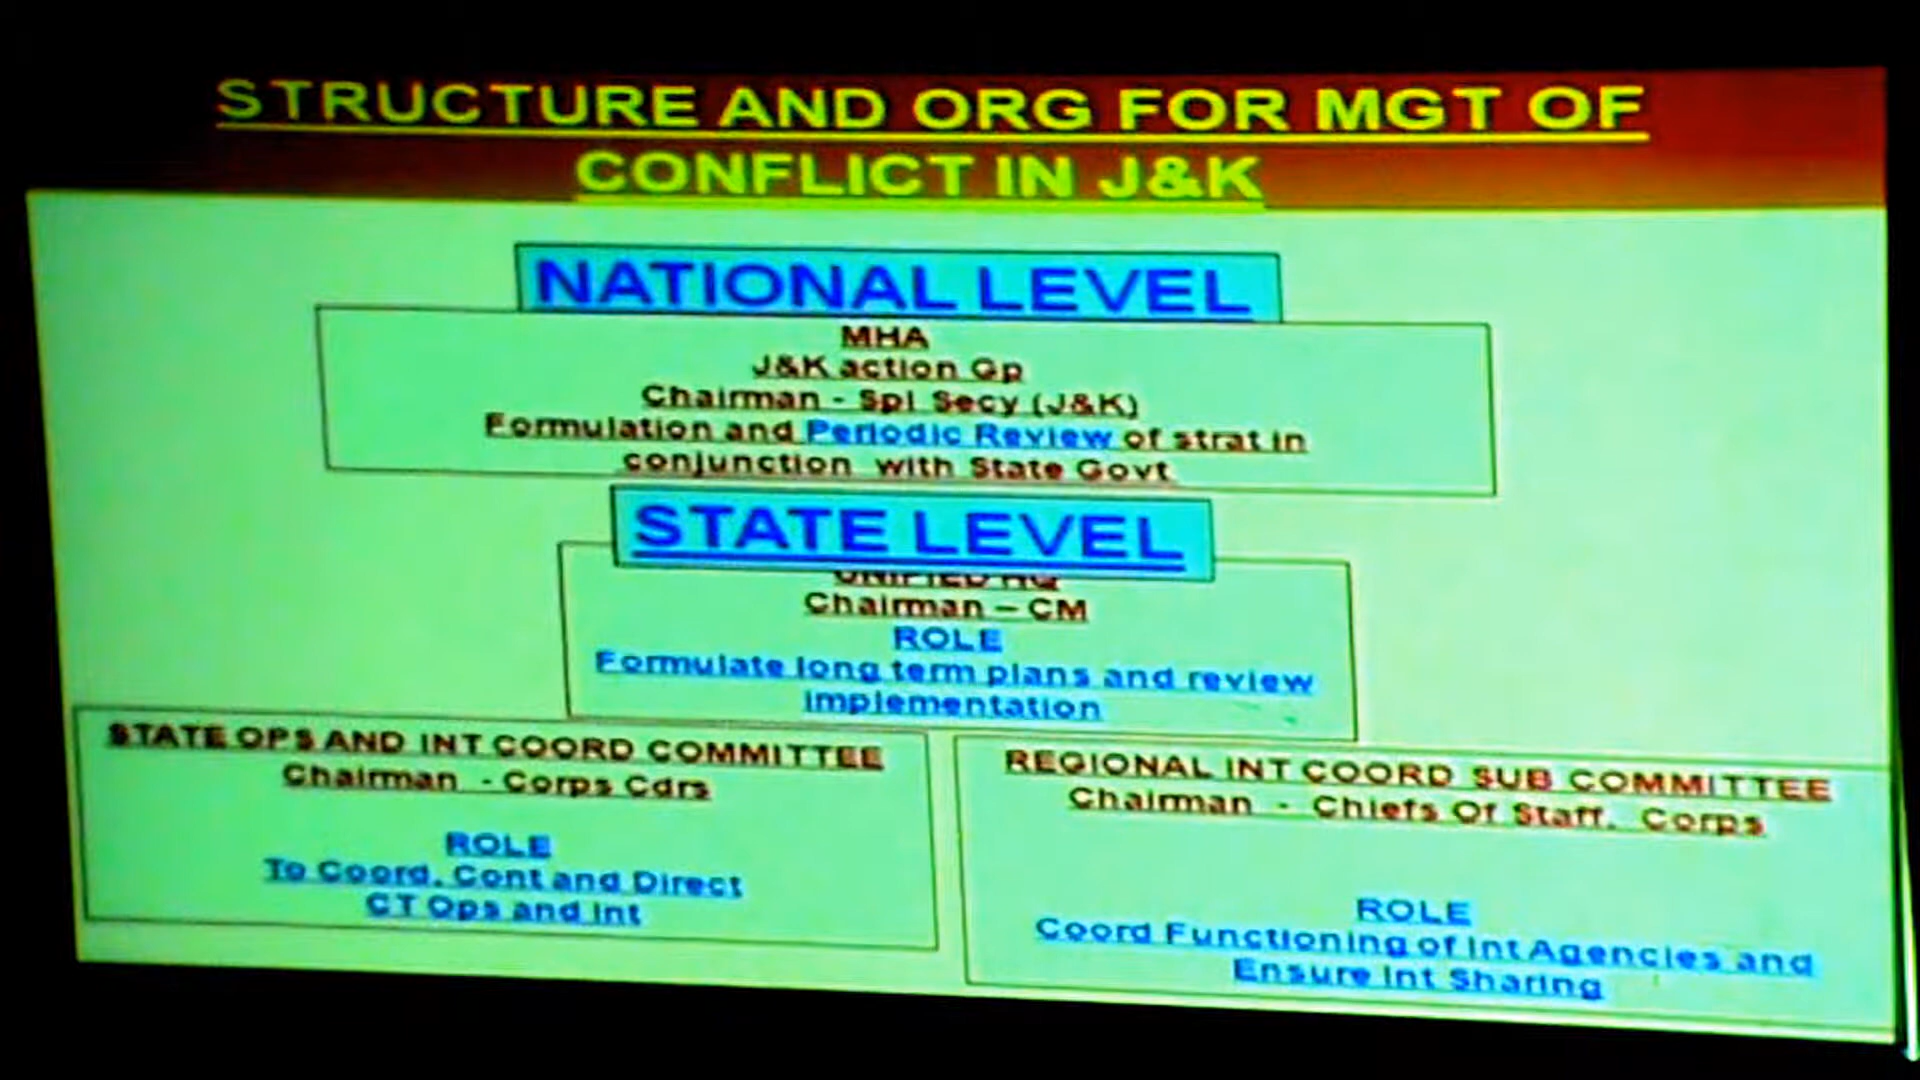 STRUCTURE AND ORG FOR MGT OF
CONFLICT IN J&K
NATIONAL LEVEL
MHA
J&K action Gp
Chairman - Spl Secy (J&K)
Formulation and Periodic Review of strat in
conjunction with State Govt
STATE LEVEL
UNIFIED HQ
Chairman – CM
ROLE
Formulate long term plans and review
implementation
STATE OPS AND INT COORD COMMITTEE
Chairman - Corps Cdrs
ROLE
To Coord, Cont and Direct
CT Ops and Int
REGIONAL INT COORD SUB COMMITTEE
Chairman - Chiefs Of Staff, Corps
ROLE
Coord Functioning of Int Agencies and
Ensure Int Sharing